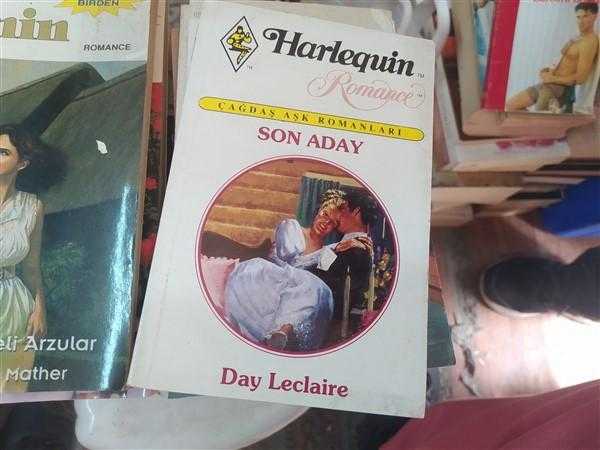 BİRDEN
ROMANCE
eli Arzular
Mather
Harlequin
Romance
ÇAĞDAŞ AŞK ROMANLARI
SON ADAY
Day Leclaire